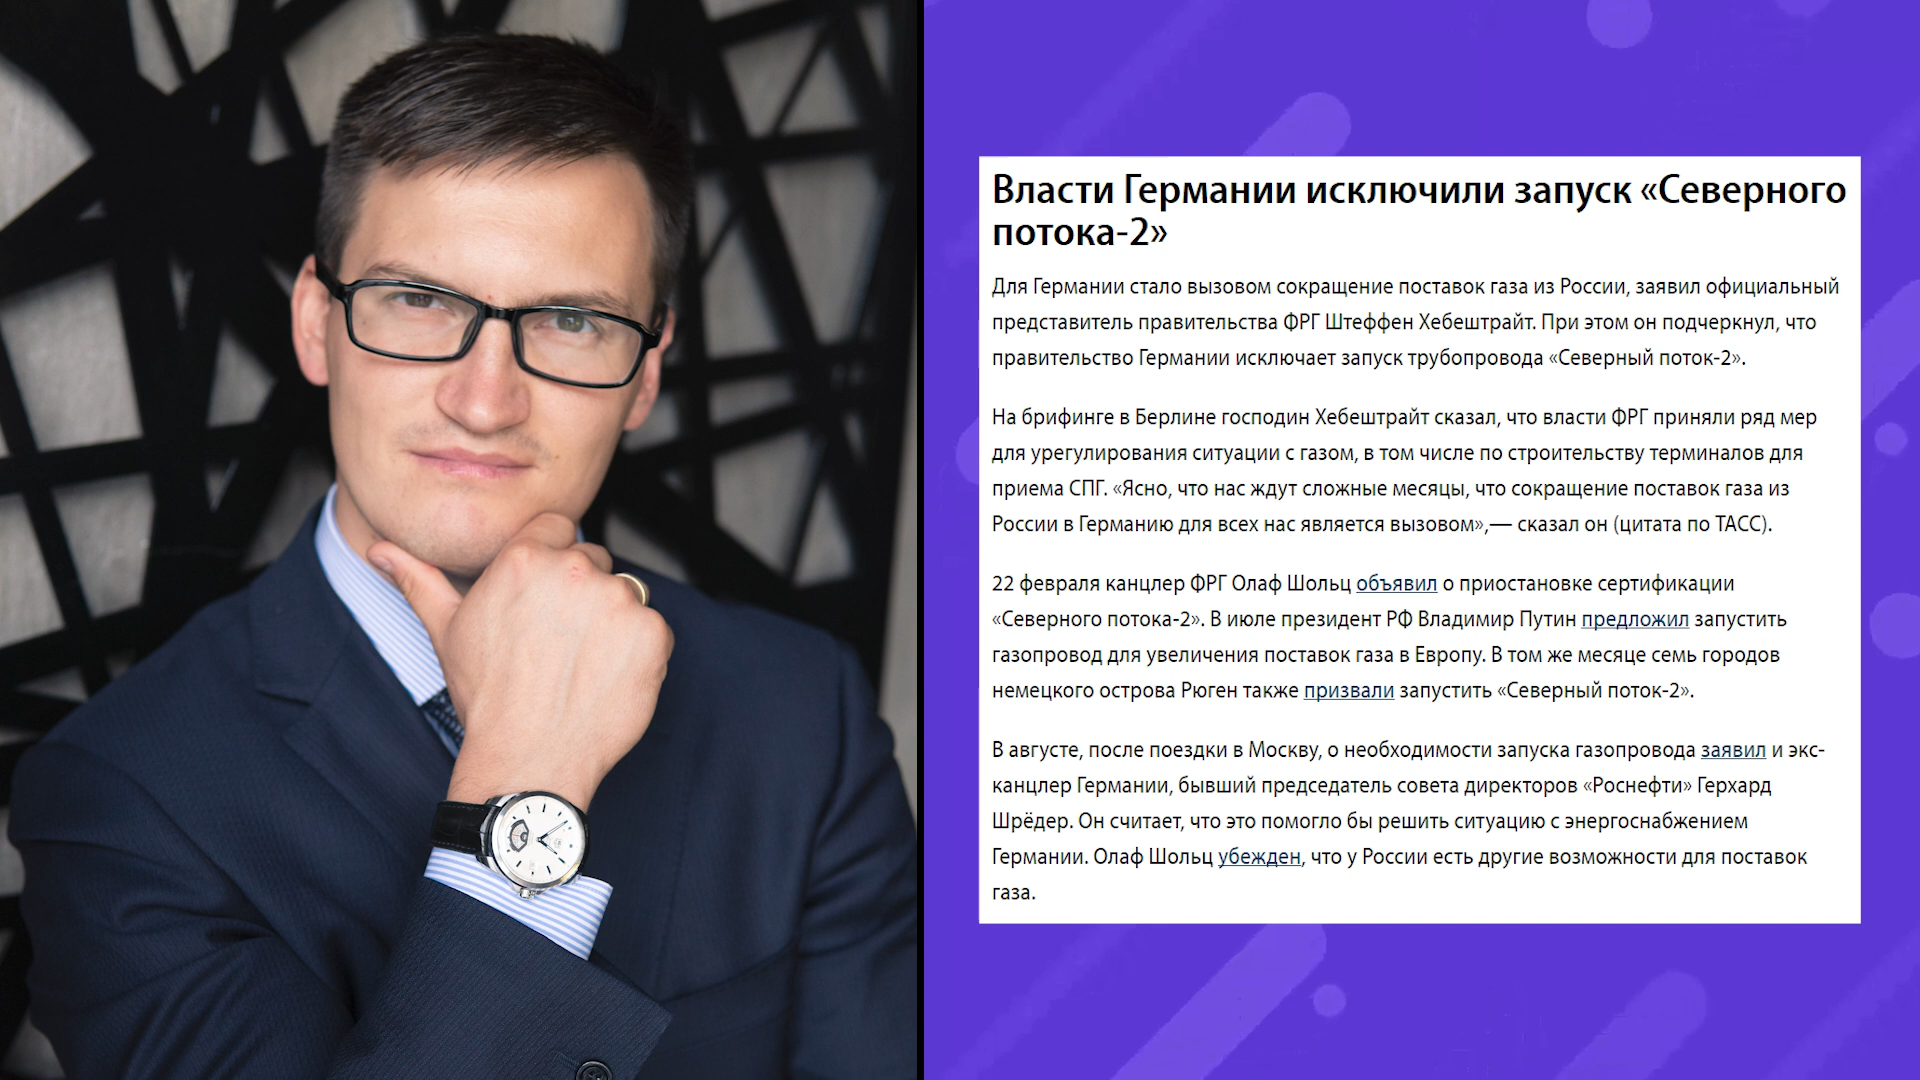 Власти Германии исключили запуск «Северного
потока-2»
Для Германии стало вызовом сокращение поставок газа из России, заявил официальный
представитель правительства ФРГ Штеффен Хебештрайт. При этом он подчеркнул, что
правительство Германии исключает запуск трубопровода «Северный поток-2».
На брифинге в Берлине господин Хебештрайт сказал, что власти ФРГ приняли ряд мер
для урегулирования ситуации с газом, в том числе по строительству терминалов для
приема СПГ. «Ясно, что нас ждут сложные месяцы, что сокращение поставок газа из
России в Германию для всех нас является вызовом»,— сказал он (цитата по ТАСС).
22 февраля канцлер ФРГ Олаф Шольц объявил о приостановке сертификации
«Северного потока-2». В июле президент РФ Владимир Путин предложил запустить
газопровод для увеличения поставок газа в Европу. В том же месяце семь городов
немецкого острова Рюген также призвали запустить «Северный поток-2».
В августе, после поездки в Москву, о необходимости запуска газопровода заявил и экс-
канцлер Германии, бывший председатель совета директоров «Роснефти» Герхард
Шрёдер. Он считает, что это помогло бы решить ситуацию с энергоснабжением
Германии. Олаф Шольц убежден, что у России есть другие возможности для поставок
газа.